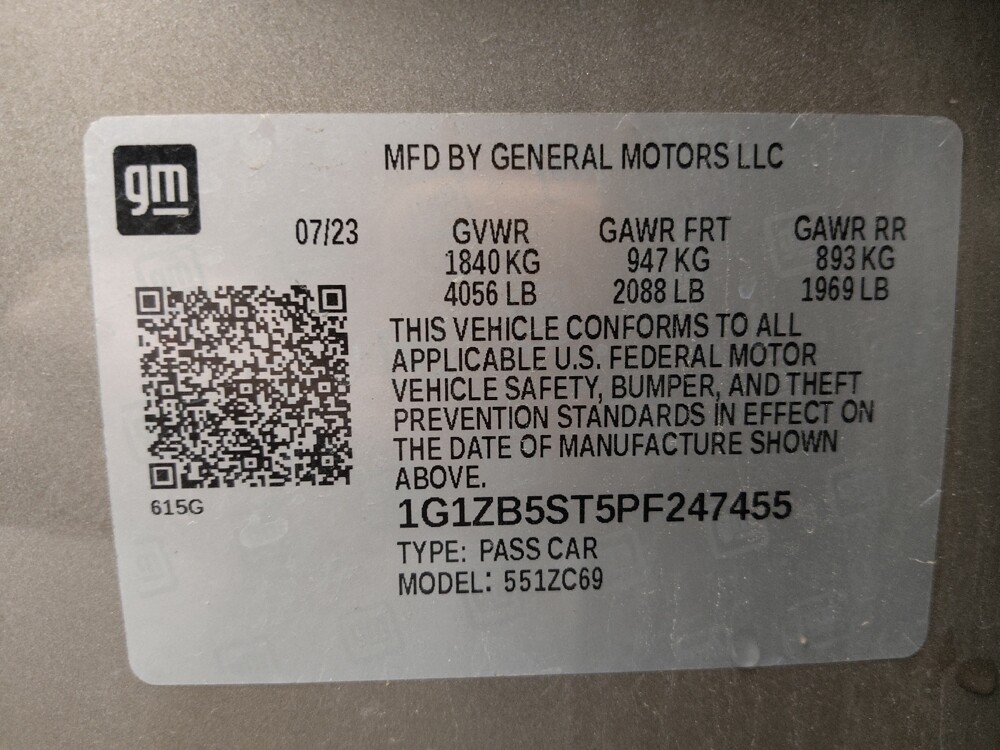 gm
MFD BY GENERAL MOTORS LLC
07/23 GVWR GAWR FRT GAWR RR
1840 KG 947 KG 893 KG
4056 LB 2088 LB 1969 LB
THIS VEHICLE CONFORMS TO ALL
APPLICABLE U.S. FEDERAL MOTOR
VEHICLE SAFETY, BUMPER, AND THEFT
PREVENTION STANDARDS IN EFFECT ON
THE DATE OF MANUFACTURE SHOWN
ABOVE.
615G
1G1ZB5ST5PF247455
TYPE: PASS CAR
MODEL: 551ZC69